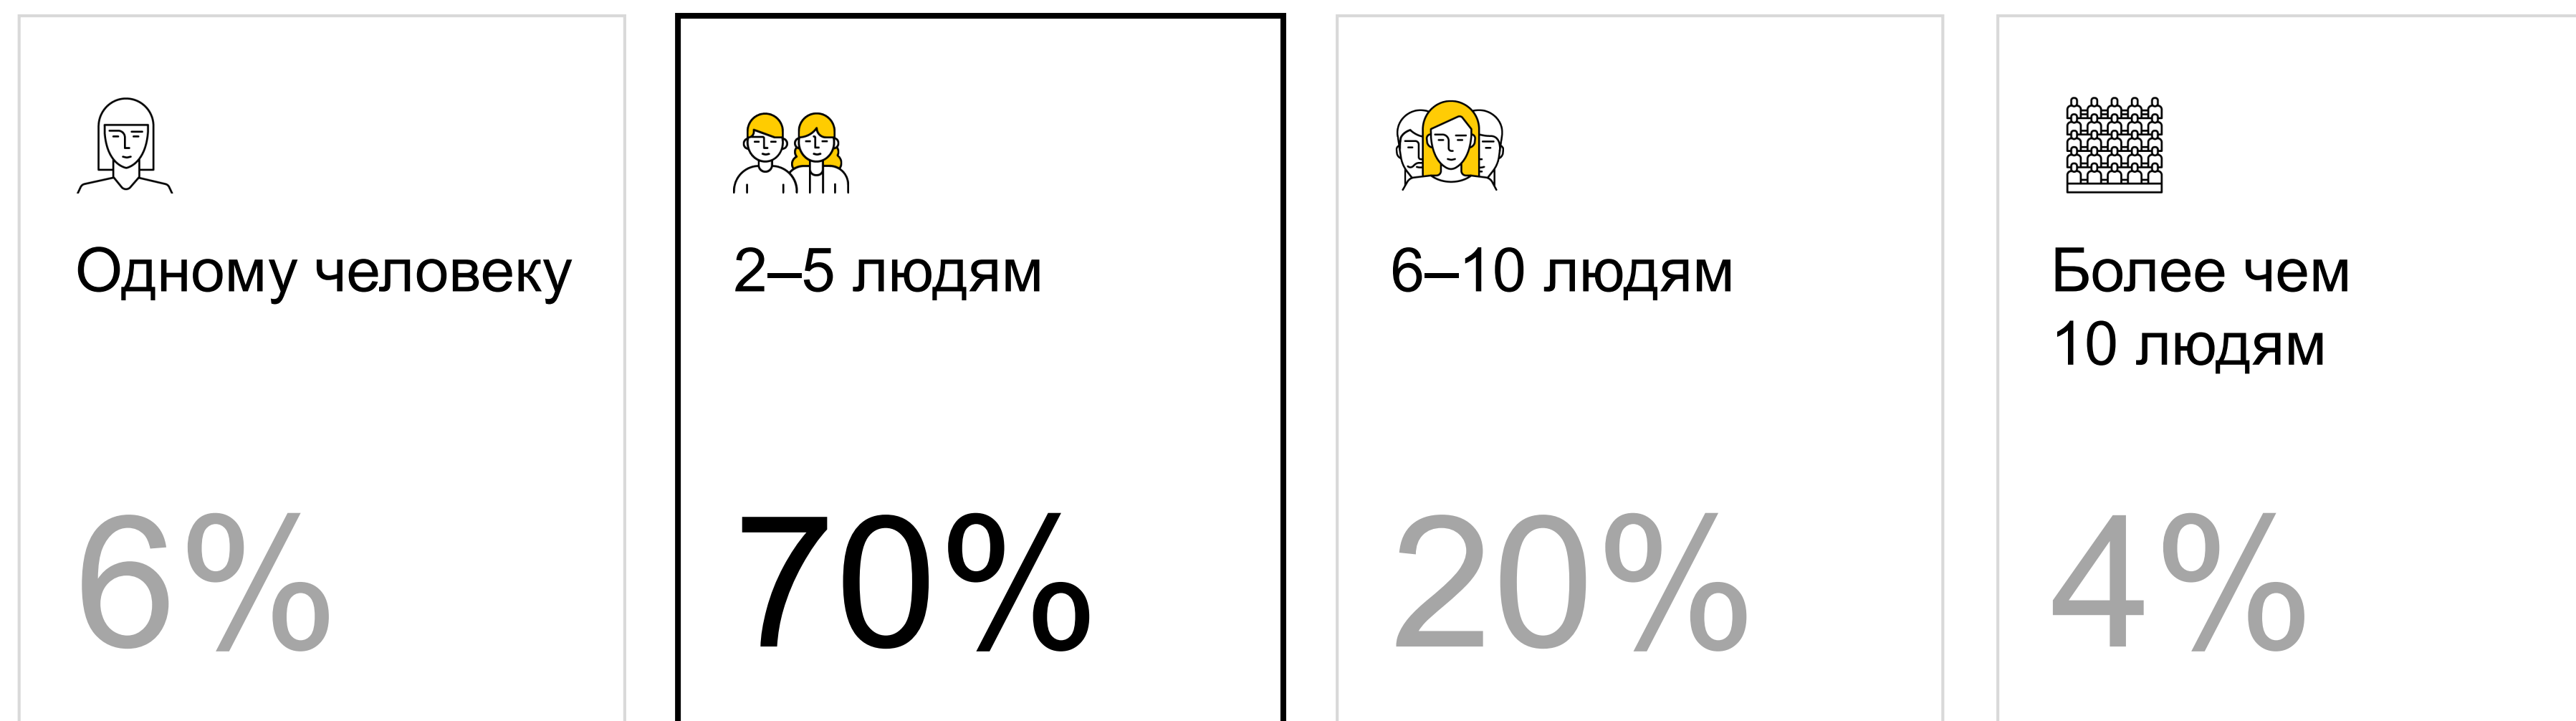 Одному человеку
6%
2–5 людям
70%
6–10 людям
20%
Более чем
10 людям
4%